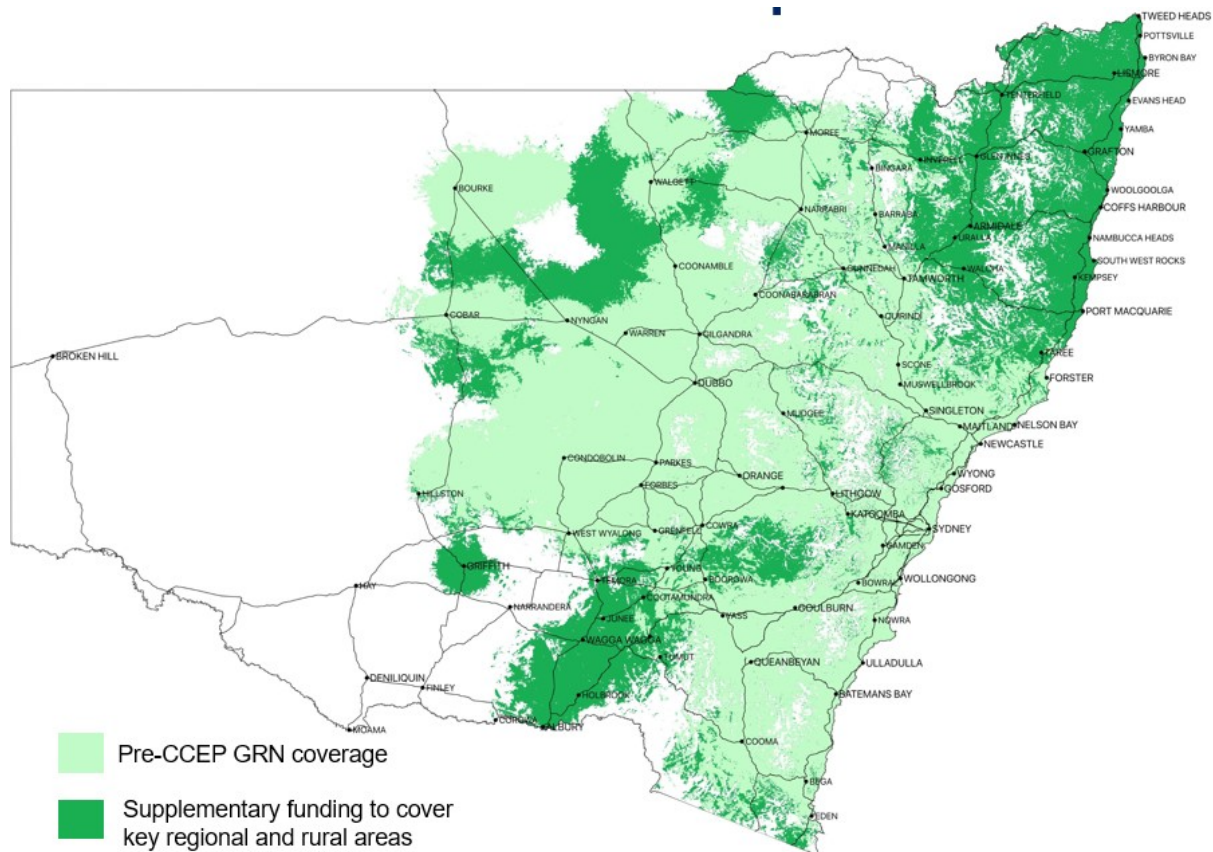 TWEED HEADS
POTTSVILLE
BYRON BAY
LISMORE
TENTERFIELD
EVANS HEAD
YAMBA
MOREE
GRAFTON
INVERELL
GLEN INNES
BINGARA
WALGETT
BOURKE
WOOLGOOLGA
COFFS HARBOUR
NARRABRI
BARRABA
ARMIDALE
URALLA
NAMBUCCA HEADS
MANILLA
SOUTH WEST ROCKS
COONAMBLE
GUNNEDAH
WALCHA
KEMPSEY
TAMWORTH
COONABARABRAN
PORT MACQUARIE
COBAR
QUIRINDI
NYNGAN
WARREN
GILGANDRA
BROKEN HILL
TAREE
SCONE
FORSTER
DUBBO
MUSWELLBROOK
MUDGEE
SINGLETON
NELSON BAY
MAITLAND
NEWCASTLE
CONDOBOLIN
PARKES
ORANGE
WYONG
FORBES
GOSFORD
HILLSTON
LITHGOW
KATOOMBA
WEST WYALONG
GRENFELL
COWRA
SYDNEY
CAMDEN
GRIFFITH
YOUNG
TEMORA
BOOROWA
BOWRAL
WOLLONGONG
HAY
COOTAMUNDRA
NARRANDERA
GOULBURN
JUNEE
YASS
NOWRA
WAGGA WAGGA
TUMUT
QUEANBEYAN
ULLADULLA
DENILIQUIN
FINLEY
HOLBROOK
BATEMANS BAY
COROWA
ALBURY
MOAMA
COOMA
Pre-CCEP GRN coverage
BEGA
Supplementary funding to cover
key regional and rural areas
EDEN